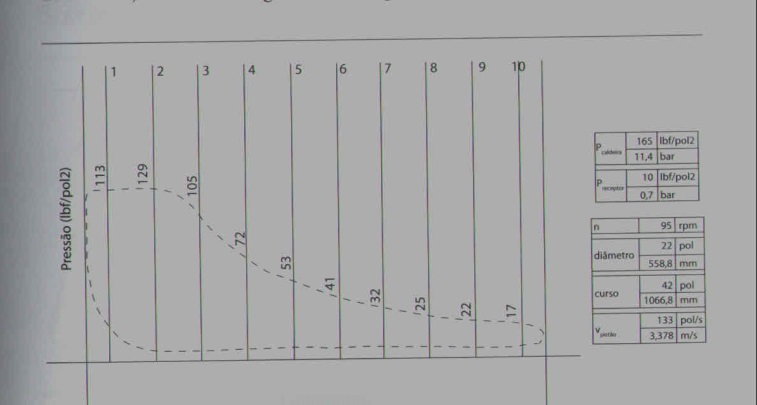 1 2 3 4 5 6 7 8 9 10
Pressão (lbf/pol2)
113 129 105 72 53 41 32 25 22 17
P caldeira 165 lbf/pol2
11,4 bar
P receptor 10 lbf/pol2
0,7 bar
n 95 rpm
diâmetro 22 pol
558,8 mm
curso 42 pol
1066,8 mm
v pistão 133 pol/s
3,378 m/s